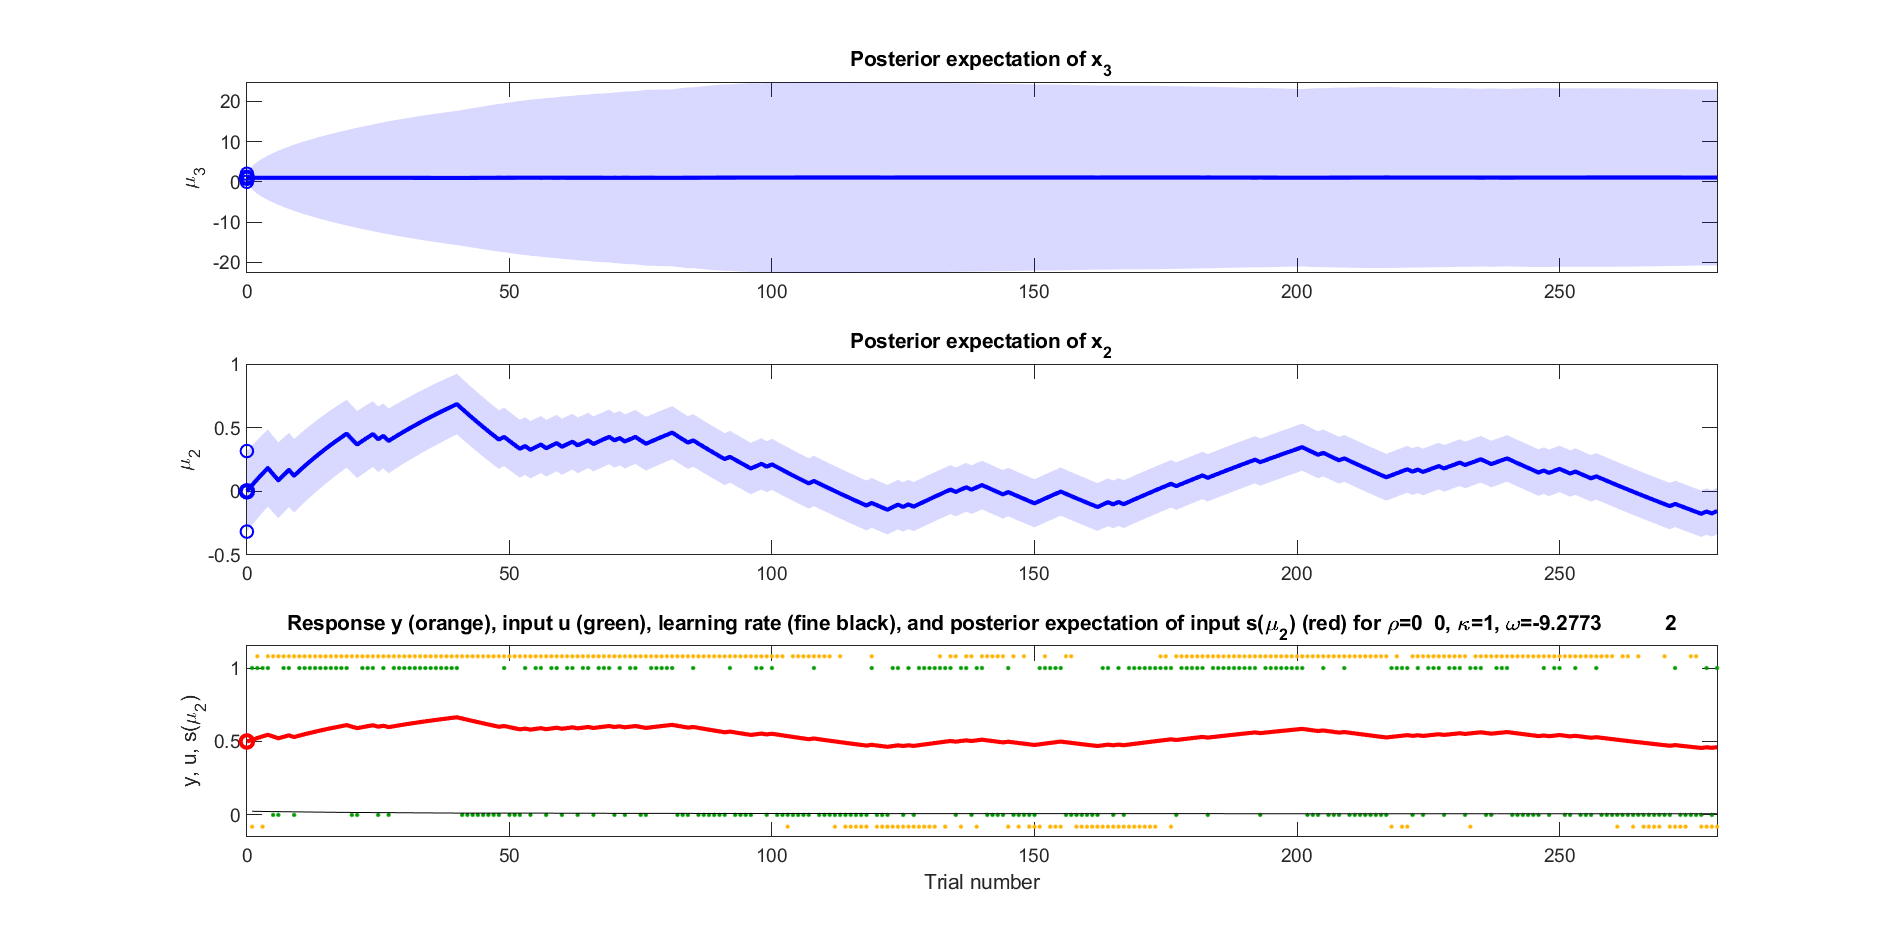 Posterior expectation of x3
μ3
20
10
0
-10
-20
0 50 100 150 200 250
Posterior expectation of x2
μ2
1
0.5
0
-0.5
0 50 100 150 200 250
Response y (orange), input u (green), learning rate (fine black), and posterior expectation of input s(μ2) (red) for ρ=0 0, κ=1, ω=-9.2773 2
y, u, s(μ2)
1
0.5
0
0 50 100 150 200 250
Trial number